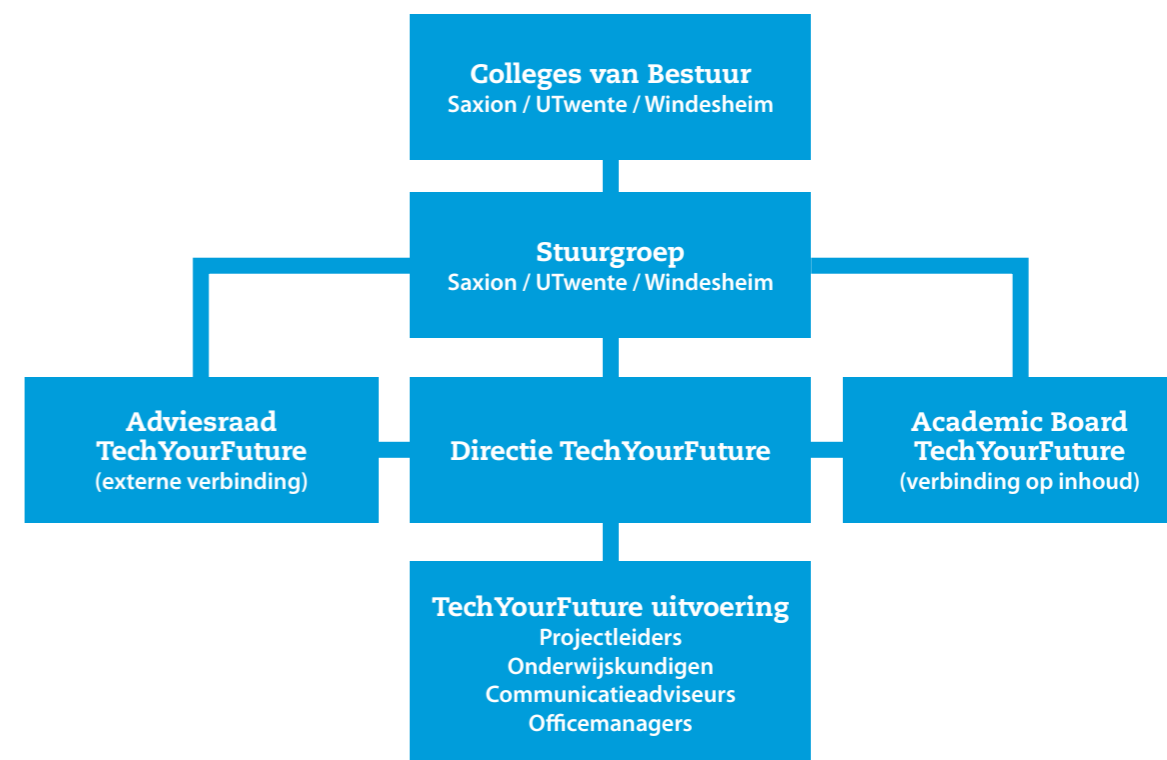 Colleges van Bestuur
Saxion / UTwente / Windesheim
Stuurgroep
Saxion / UTwente / Windesheim
Adviesraad
TechYourFuture
(externe verbinding)
Directie TechYourFuture
Academic Board
TechYourFuture
(verbinding op inhoud)
TechYourFuture uitvoering
Projectleiders
Onderwijskundigen
Communicatieadviseurs
Officemanagers